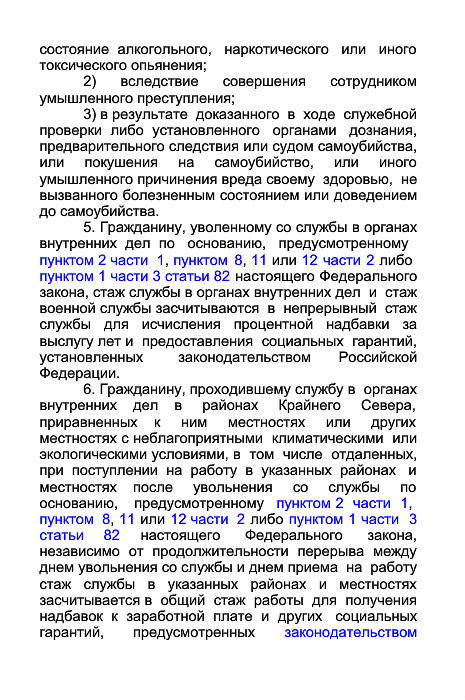 состояние алкогольного, наркотического или иного
токсического опьянения;
2) вследствие совершения сотрудником
умышленного преступления;
3) в результате доказанного в ходе служебной
проверки либо установленного органами дознания,
предварительного следствия или судом самоубийства,
или покушения на самоубийство, или иного
умышленного причинения вреда своему здоровью, не
вызванного болезненным состоянием или доведением
до самоубийства.
5. Гражданину, уволенному со службы в органах
внутренних дел по основанию, предусмотренному
пунктом 2 части 1, пунктом 8, 11 или 12 части 2 либо
пунктом 1 части 3 статьи 82 настоящего Федерального
закона, стаж службы в органах внутренних дел и стаж
военной службы засчитываются в непрерывный стаж
службы для исчисления процентной надбавки за
выслугу лет и предоставления социальных гарантий,
установленных законодательством Российской
Федерации.
6. Гражданину, проходившему службу в органах
внутренних дел в районах Крайнего Севера,
приравненных к ним местностях или других
местностях с неблагоприятными климатическими или
экологическими условиями, в том числе отдаленных,
при поступлении на работу в указанных районах и
местностях после увольнения со службы по
основанию, предусмотренному пунктом 2 части 1,
пунктом 8, 11 или 12 части 2 либо пунктом 1 части 3
статьи 82 настоящего Федерального закона,
независимо от продолжительности перерыва между
днем увольнения со службы и днем приема на работу
стаж службы в указанных районах и местностях
засчитывается в общий стаж работы для получения
надбавок к заработной плате и других социальных
гарантий, предусмотренных законодательством